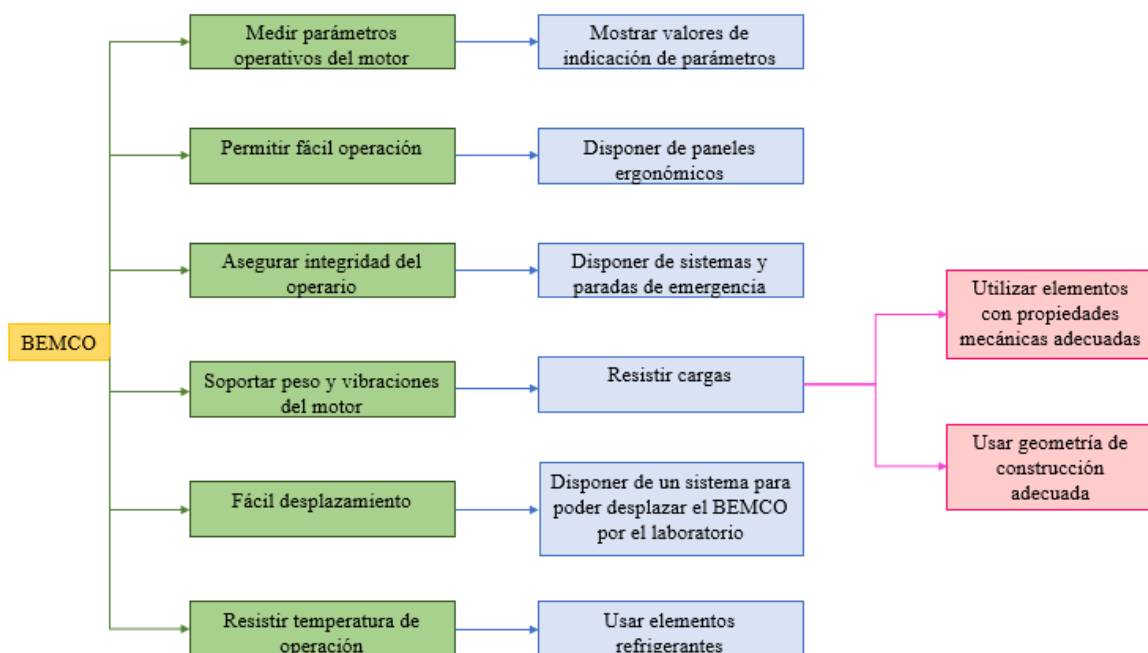 Medir parámetros
operativos del motor
Mostrar valores de
indicación de parámetros
Permitir fácil operación
Disponer de paneles
ergonómicos
Asegurar integridad del
operario
Disponer de sistemas y
paradas de emergencia
Utilizar elementos
con propiedades
mecánicas adecuadas
BEMCO
Soportar peso y vibraciones
del motor
Resistir cargas
Usar geometría de
construcción
adecuada
Fácil desplazamiento
Disponer de un sistema para
poder desplazar el BEMCO
por el laboratorio
Resistir temperatura de
operación
Usar elementos
refrigerantes